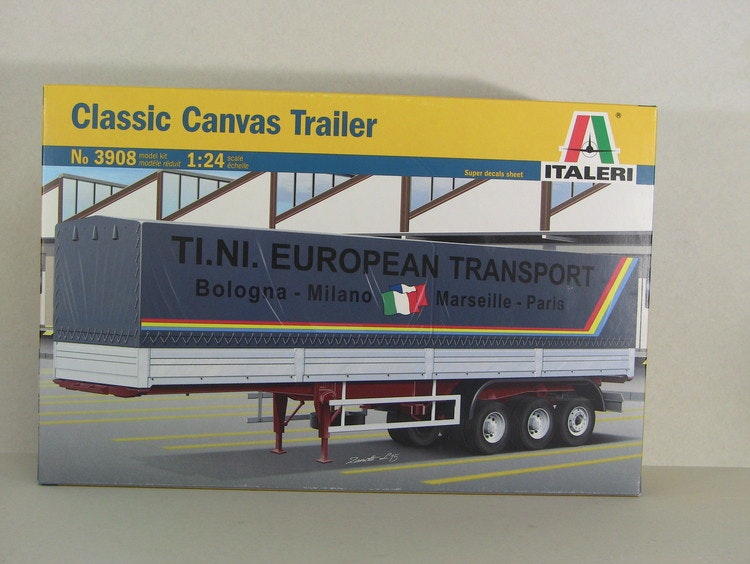 Classic Canvas Trailer
®
ITALERI
No 3908 model kit modèle réduit 1:24 scale échelle
Super decals sheet
TI.NI. EUROPEAN TRANSPORT
Bologna - Milano Marseille - Paris